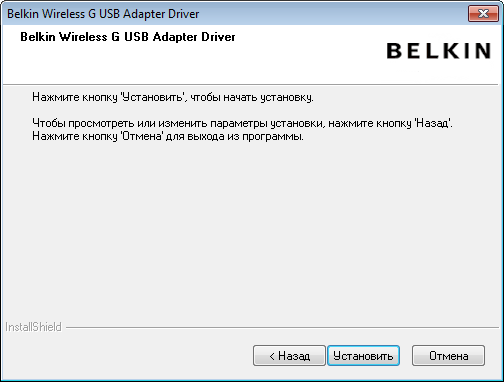 Belkin Wireless G USB Adapter Driver
Belkin Wireless G USB Adapter Driver
BELKIN
Нажмите кнопку 'Установить', чтобы начать установку.
Чтобы просмотреть или изменить параметры установки, нажмите кнопку 'Назад'.
Нажмите кнопку 'Отмена' для выхода из программы.
InstallShield
< Назад
Установить
Отмена